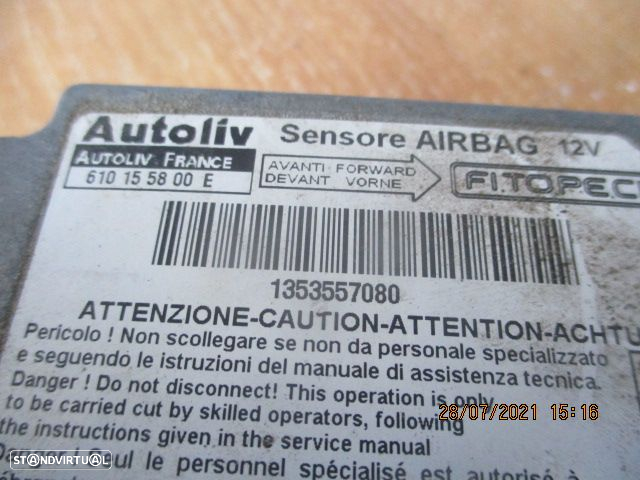 Autoliv Sensore AIRBAG 12V
AUTOLIV FRANCE
610 15 58 00 E
AVANTI FORWARD
DEVANT VORNE
FITOPEC
1353557080
ATTENZIONE-CAUTION-ATTENTION-ACHTU
Pericolo ! Non scollegare se non da personale specializzato
e seguendo le istruzioni del manuale di assistenza tecnica.
Danger ! Do not disconnect! This operation is only
to be carried cut by skilled operators, following
the instructions given in the service manual
28/07/2021 15:16
le personnel spécialisé est autorisé à
STANDVIRTUAL